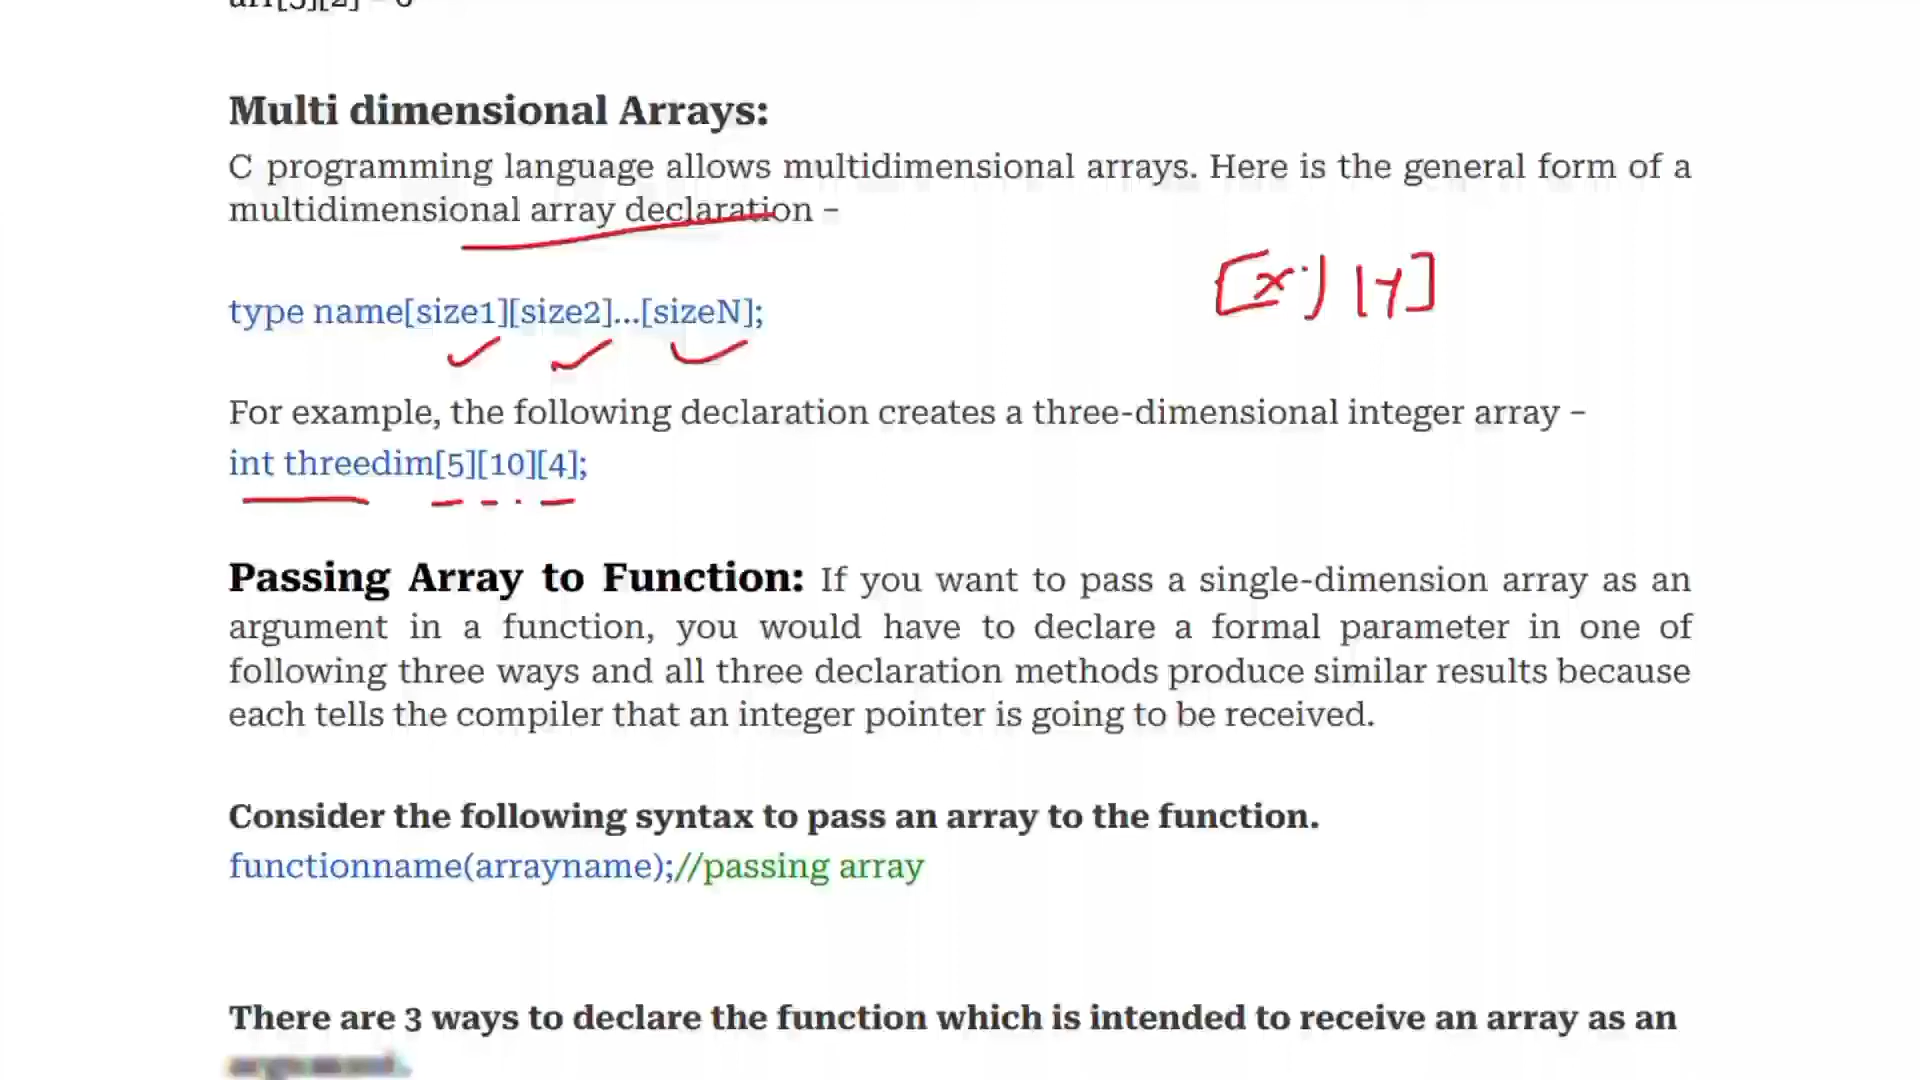 Multi dimensional Arrays:
C programming language allows multidimensional arrays. Here is the general form of a
multidimensional array declaration –
[x] [y]
type name[size1][size2]...[sizeN];
For example, the following declaration creates a three-dimensional integer array –
int threedim[5][10][4];
Passing Array to Function: If you want to pass a single-dimension array as an
argument in a function, you would have to declare a formal parameter in one of
following three ways and all three declaration methods produce similar results because
each tells the compiler that an integer pointer is going to be received.
Consider the following syntax to pass an array to the function.
functionname(arrayname);//passing array
There are 3 ways to declare the function which is intended to receive an array as an